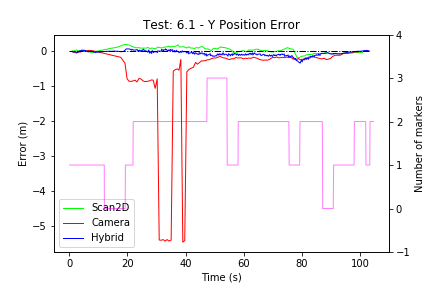 Test: 6.1 - Y Position Error
Error (m)
0
−1
−2
−3
−4
−5
Scan2D
Camera
Hybrid
0
20
40
60
80
100
Time (s)
4
3
2
1
0
−1
Number of markers